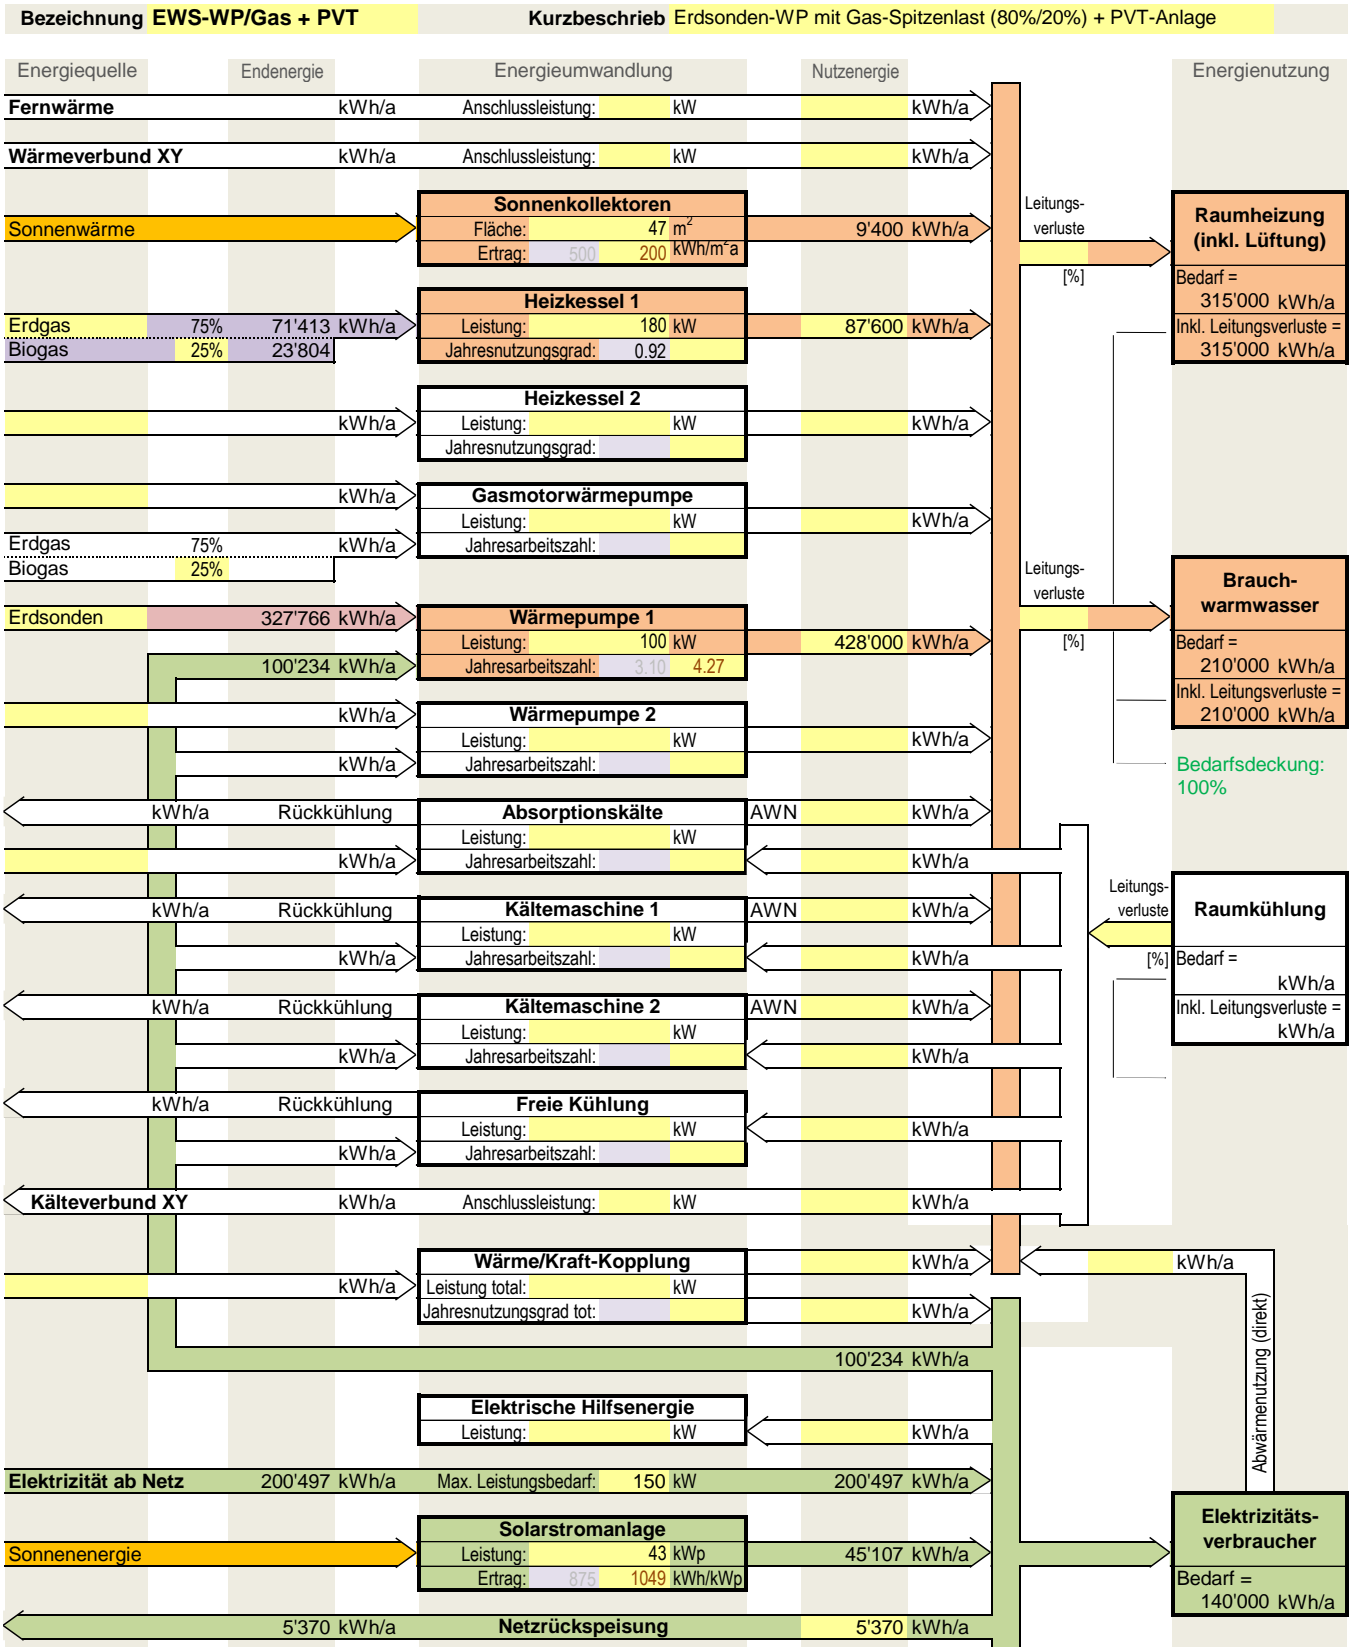 Bezeichnung EWS-WP/Gas + PVT Kurzbeschrieb Erdsonden-WP mit Gas-Spitzenlast (80%/20%) + PVT-Anlage
Energiequelle Endenergie Energieumwandlung Nutzenergie Energienutzung
Fernwärme kWh/a Anschlussleistung: kW kWh/a
Wärmeverbund XY kWh/a Anschlussleistung: kW kWh/a
Sonnenkollektoren
Sonnenwärme Fläche: 47 m² 9'400 kWh/a
Ertrag: 500 200 kWh/m²a
Leitungs-
verluste
[%]
Raumheizung
(inkl. Lüftung)
Bedarf =
315'000 kWh/a
Inkl. Leitungsverluste =
315'000 kWh/a
Heizkessel 1
Erdgas 75% 71'413 kWh/a Leistung: 180 kW 87'600 kWh/a
Biogas 25% 23'804 Jahresnutzungsgrad: 0.92
Heizkessel 2
kWh/a Leistung: kW kWh/a
Jahresnutzungsgrad:
kWh/a Gasmotorwärmepumpe
Leistung: kW kWh/a
Erdgas 75% kWh/a Jahresarbeitszahl:
Biogas 25%
Leitungs-
verluste
[%]
Brauch-
warmwasser
Bedarf =
210'000 kWh/a
Inkl. Leitungsverluste =
210'000 kWh/a
Bedarfsdeckung:
100%
Erdsonden 327'766 kWh/a Wärmepumpe 1
Leistung: 100 kW 428'000 kWh/a
100'234 kWh/a Jahresarbeitszahl: 3.10 4.27
kWh/a Wärmepumpe 2
Leistung: kW kWh/a
kWh/a Jahresarbeitszahl:
kWh/a Rückkühlung Absorptionskälte AWN kWh/a
Leistung: kW
kWh/a Jahresarbeitszahl: kWh/a
kWh/a Rückkühlung Kältemaschine 1 AWN kWh/a
Leistung: kW
kWh/a Jahresarbeitszahl: kWh/a
Leitungs-
verluste
[%]
Raumkühlung
Bedarf =
kWh/a
Inkl. Leitungsverluste =
kWh/a
kWh/a Rückkühlung Kältemaschine 2 AWN kWh/a
Leistung: kW
kWh/a Jahresarbeitszahl: kWh/a
kWh/a Rückkühlung Freie Kühlung
Leistung: kW kWh/a
kWh/a Jahresarbeitszahl:
Kälteverbund XY kWh/a Anschlussleistung: kW kWh/a
Wärme/Kraft-Kopplung kWh/a kWh/a
kWh/a Leistung total: kW
Jahresnutzungsgrad tot: kWh/a
Abwärmenutzung (direkt)
100'234 kWh/a
Elektrische Hilfsenergie
Leistung: kW kWh/a
Elektrizität ab Netz 200'497 kWh/a Max. Leistungsbedarf: 150 kW 200'497 kWh/a
Solarstromanlage
Sonnenenergie Leistung: 43 kWp 45'107 kWh/a
Ertrag: 875 1049 kWh/kWp
Elektrizitäts-
verbraucher
Bedarf =
140'000 kWh/a
5'370 kWh/a Netzrückspeisung 5'370 kWh/a